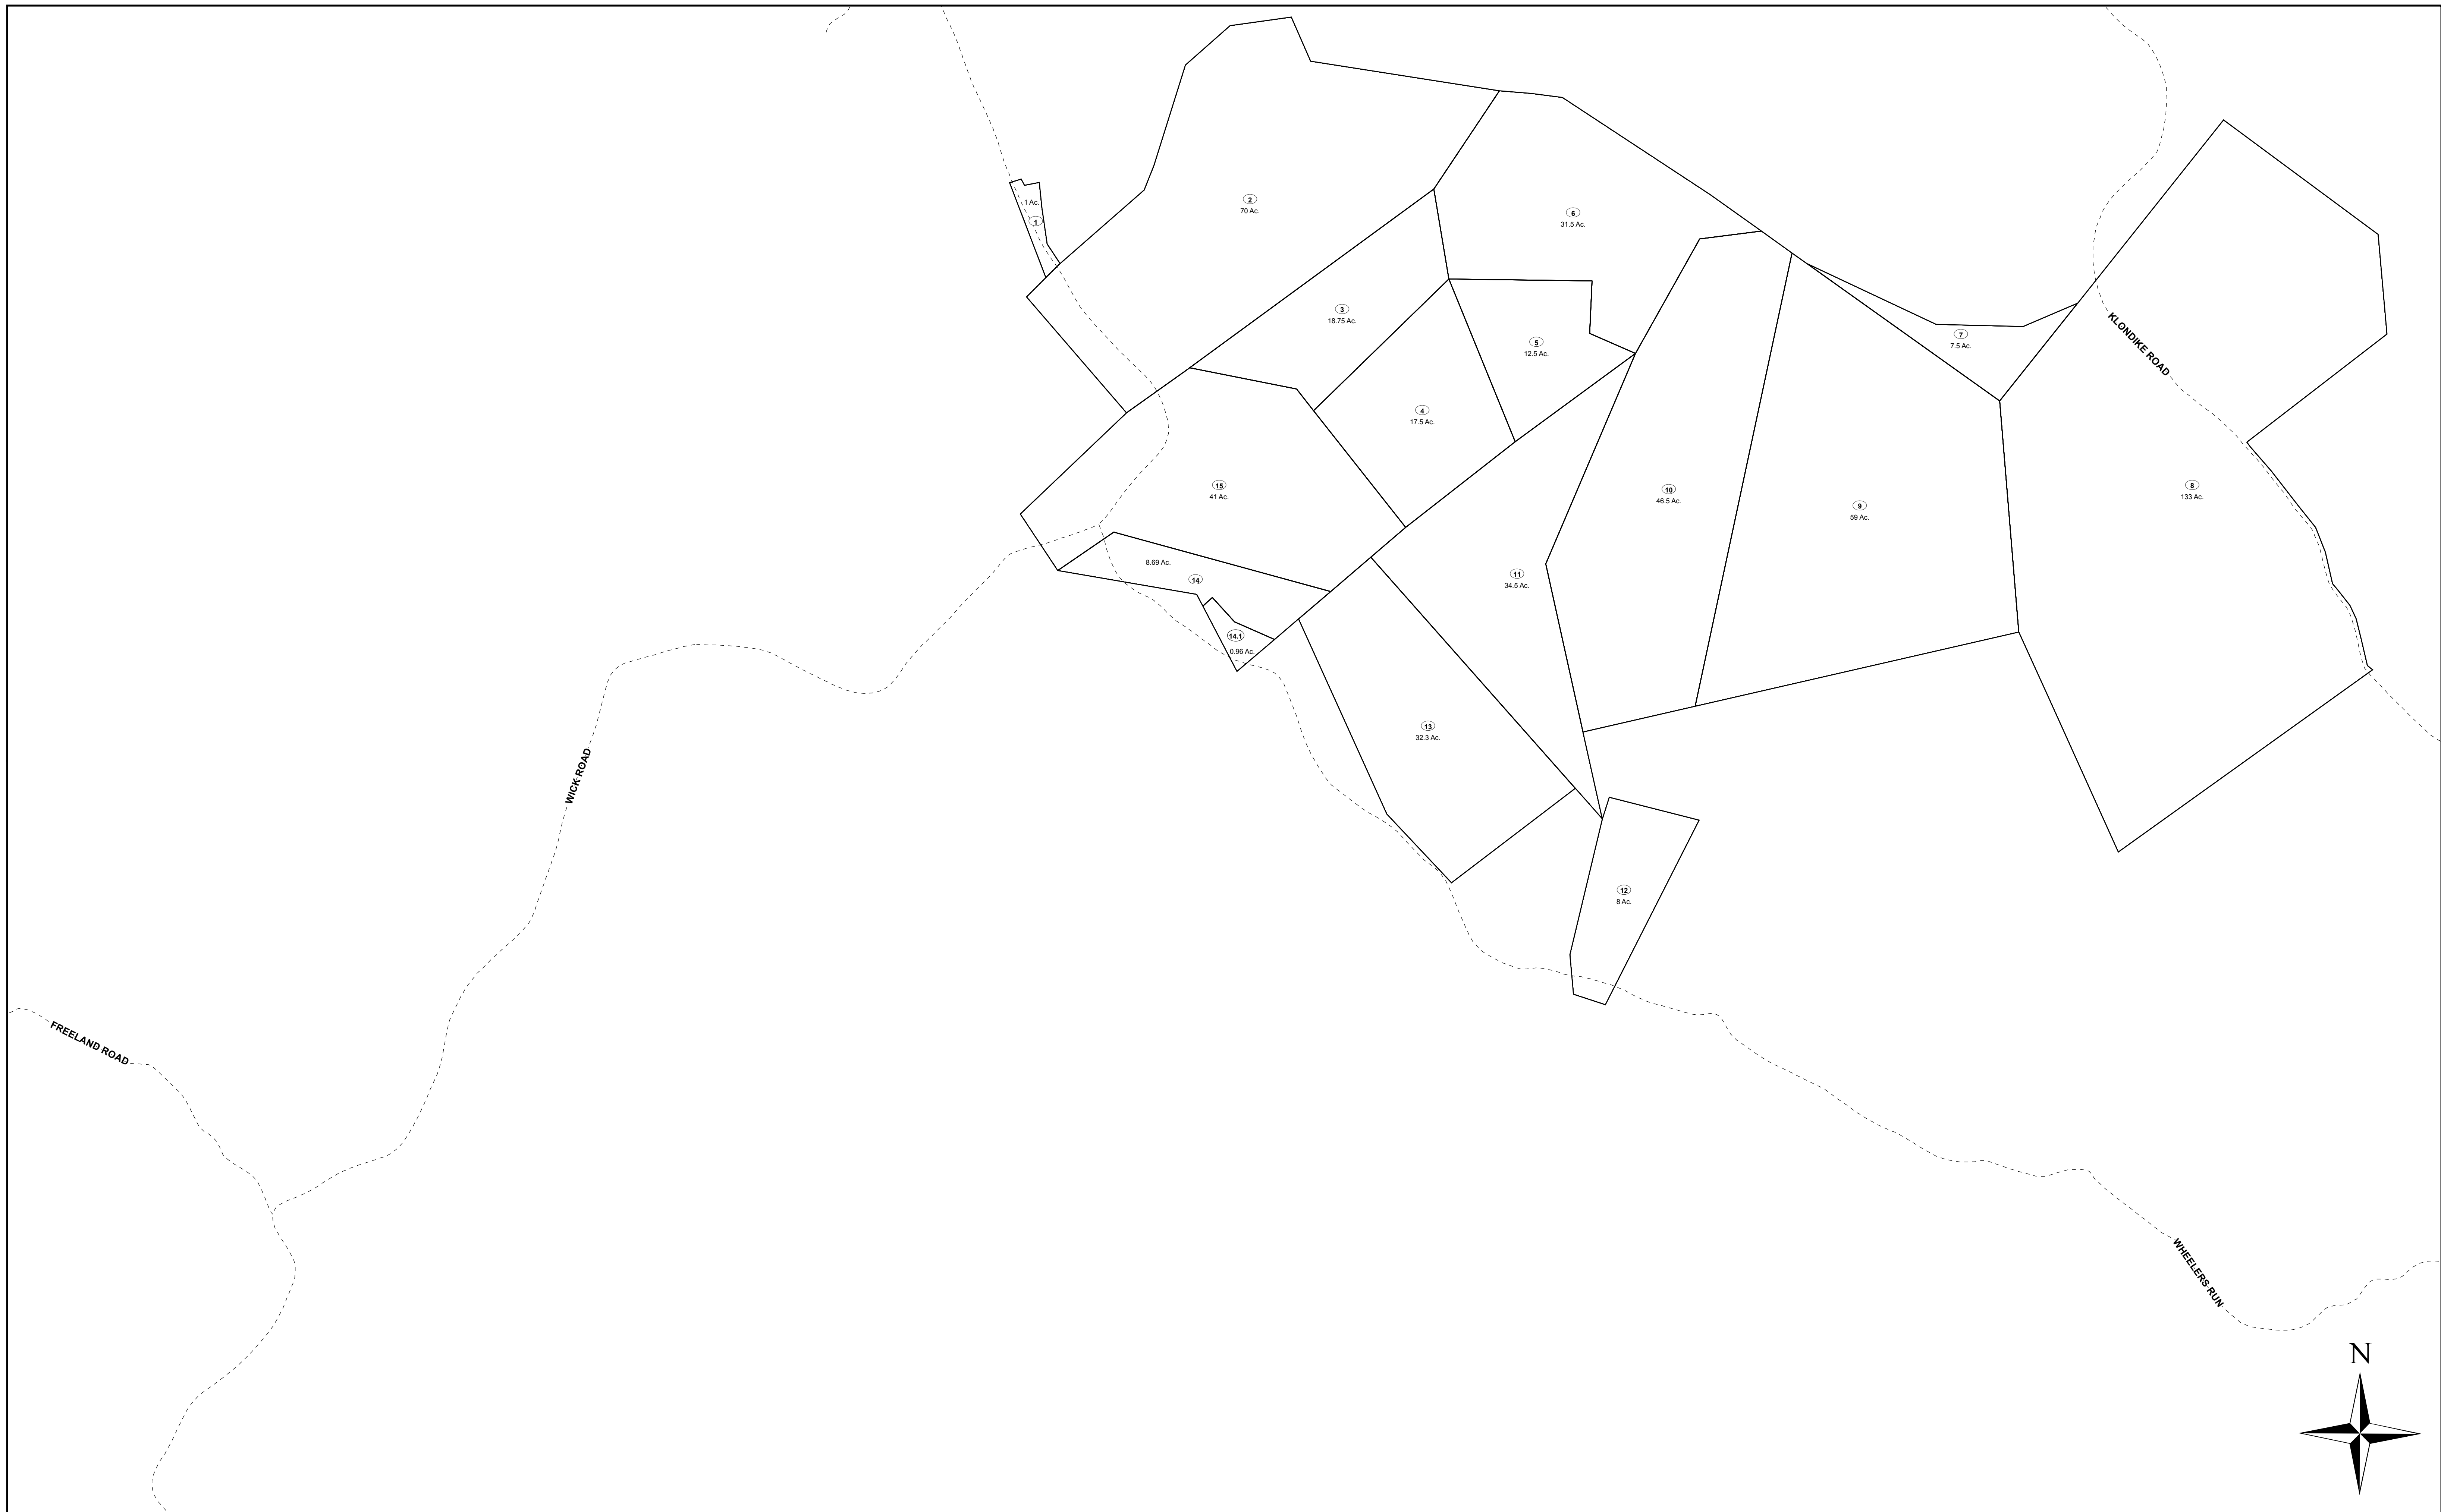 1 Ac.
1
2
70 Ac.
6
31.5 Ac.
3
18.75 Ac.
5
12.5 Ac.
7
7.5 Ac.
KLONDIKE ROAD
4
17.5 Ac.
15
41 Ac.
10
46.5 Ac.
9
59 Ac.
8
133 Ac.
8.69 Ac.
14
11
34.5 Ac.
14.1
0.96 Ac.
13
32.3 Ac.
WICK ROAD
12
8 Ac.
FREELAND ROAD
WHEELERS RUN
N